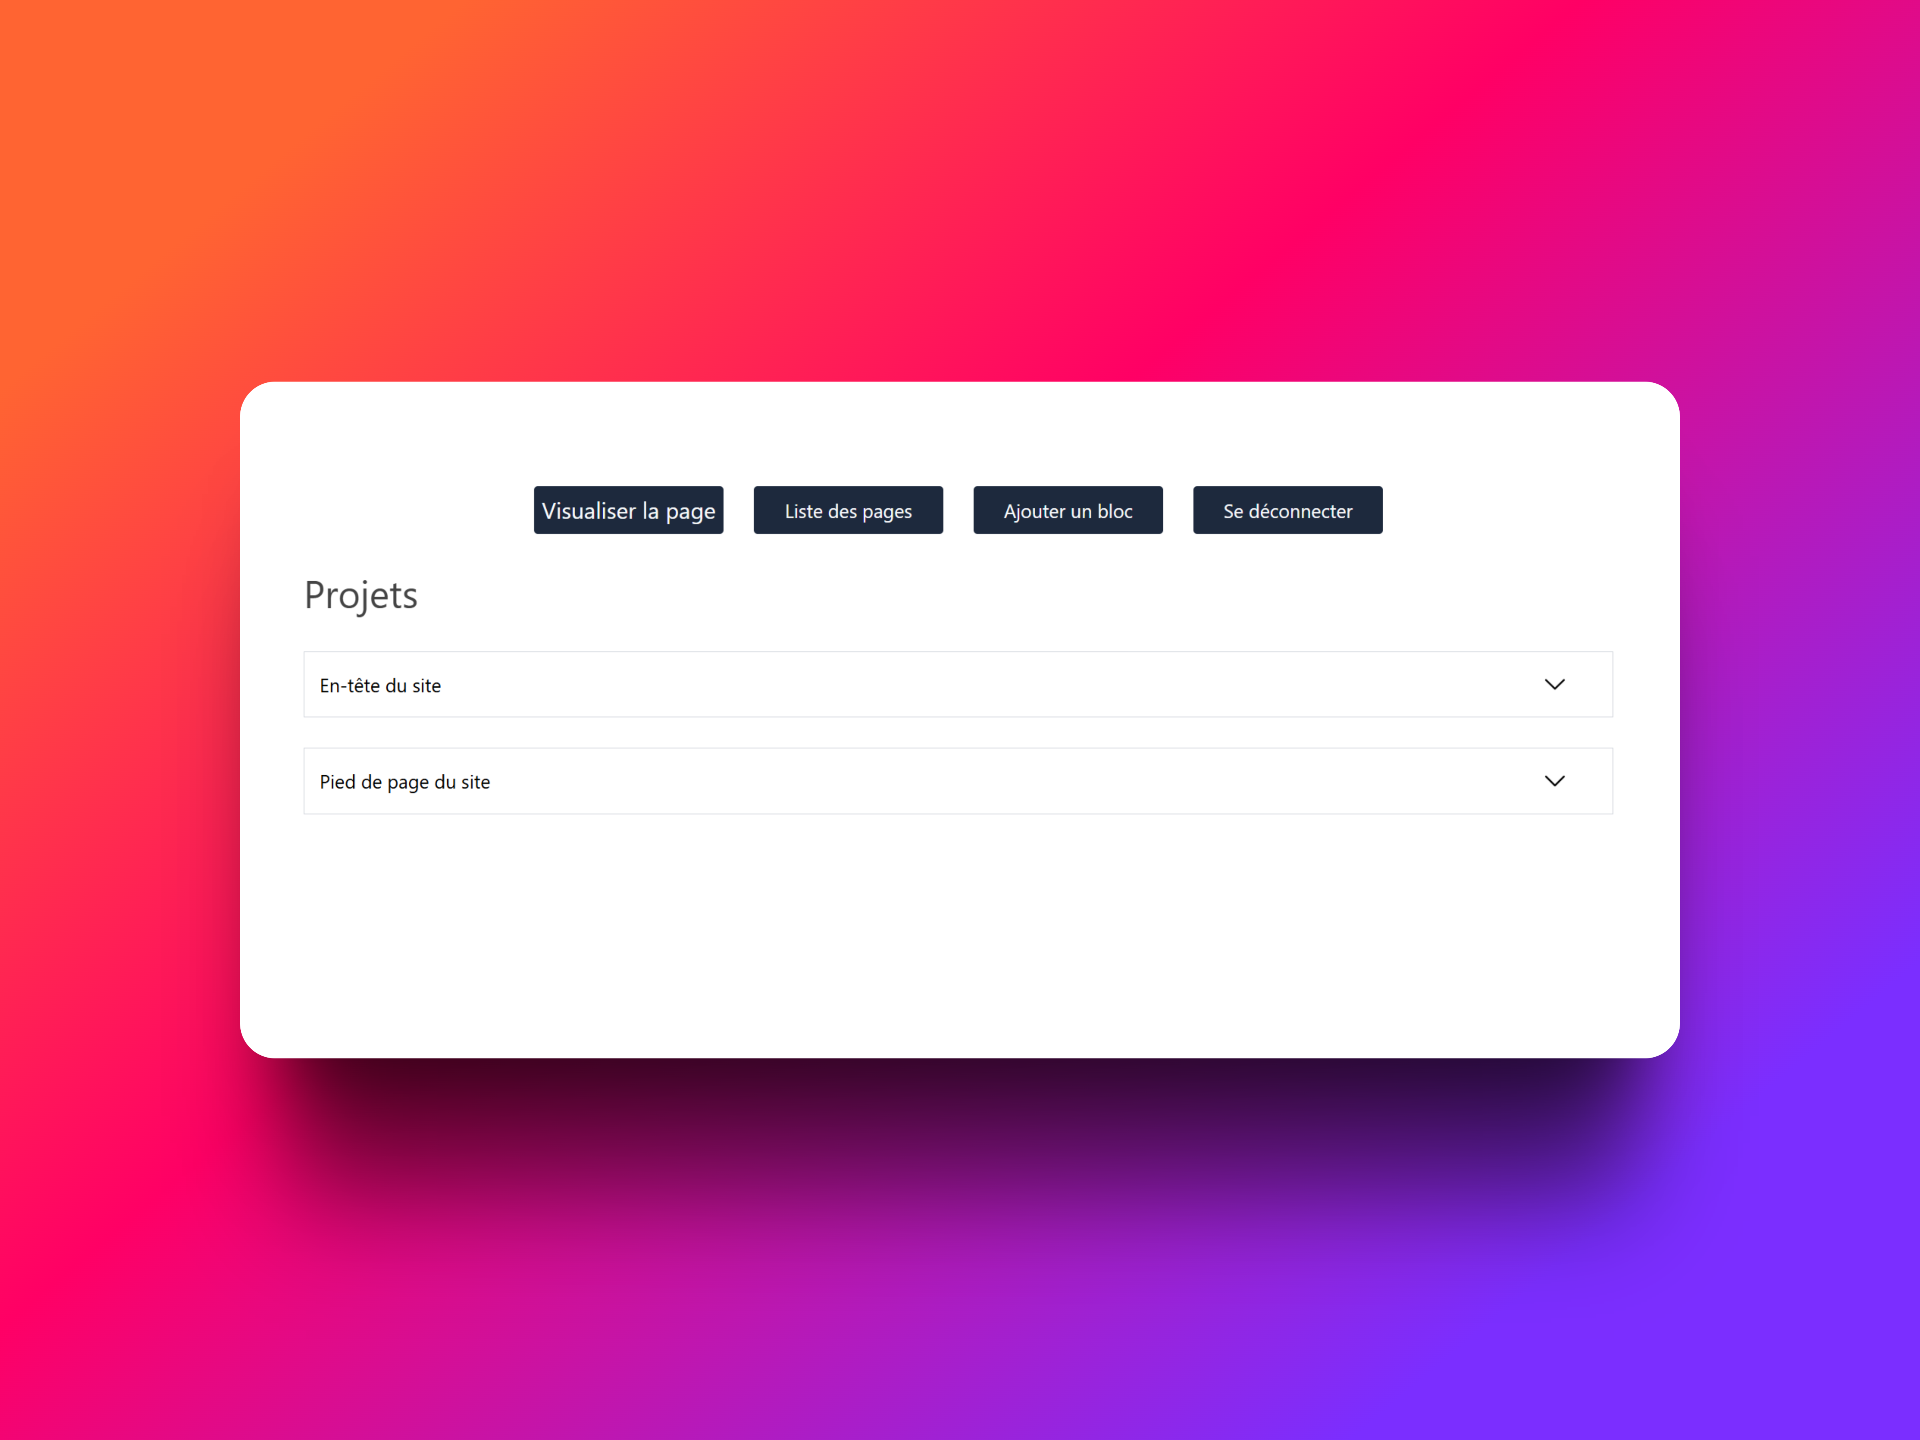 Visualiser la page
Liste des pages
Ajouter un bloc
Se déconnecter
Projets
En-tête du site
Pied de page du site